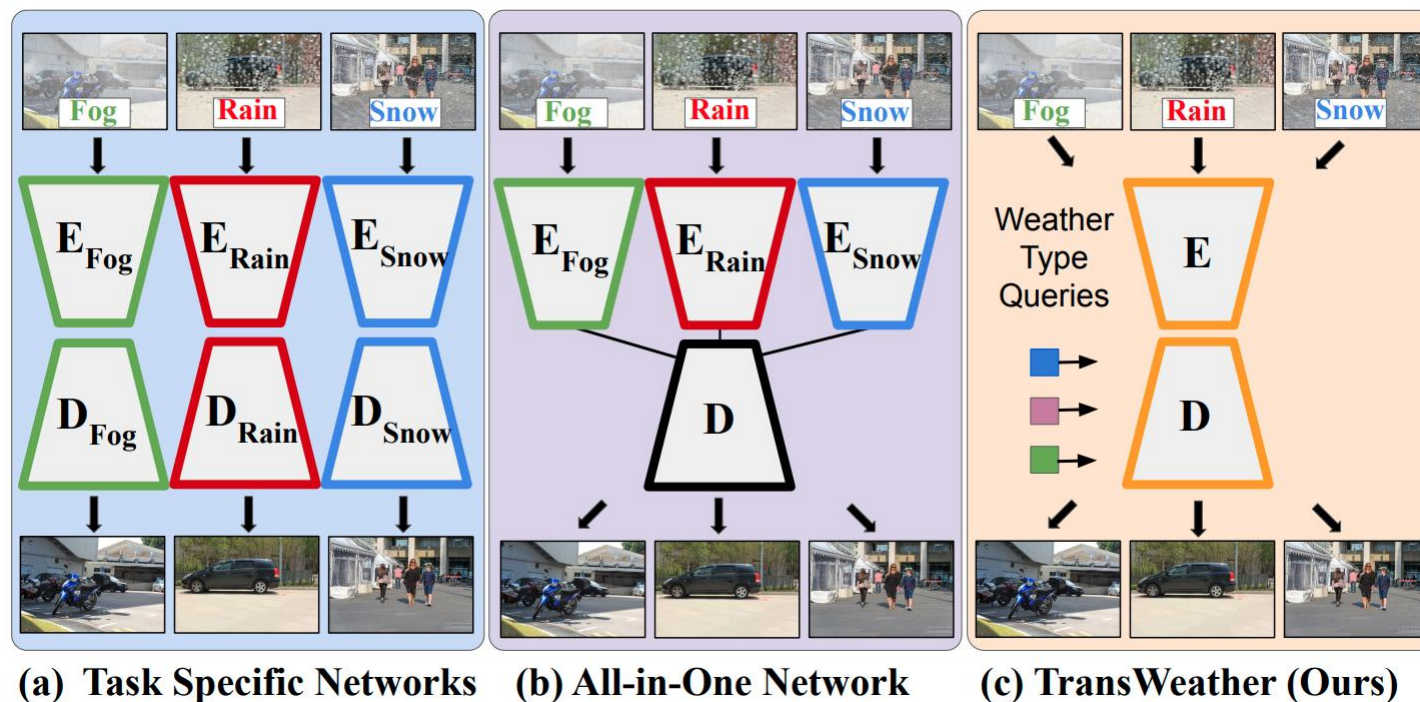 Fog
Rain
Snow
E_Fog
E_Rain
E_Snow
D_Fog
D_Rain
D_Snow
(a) Task Specific Networks
Fog
Rain
Snow
E_Fog
E_Rain
E_Snow
D
(b) All-in-One Network
Fog
Rain
Snow
Weather
Type
Queries
E
D
(c) TransWeather (Ours)